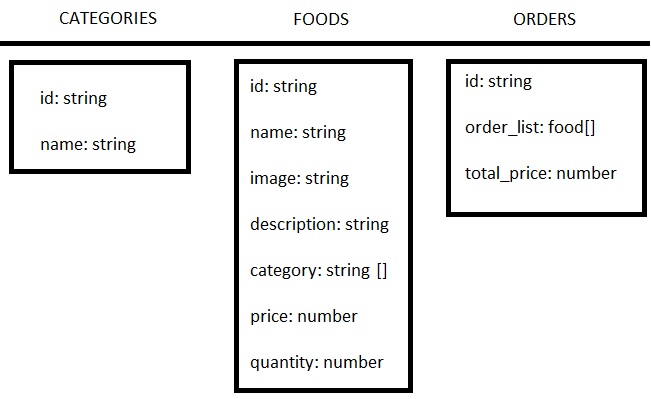 CATEGORIES
id: string
name: string
FOODS
id: string
name: string
image: string
description: string
category: string []
price: number
quantity: number
ORDERS
id: string
order_list: food[]
total_price: number